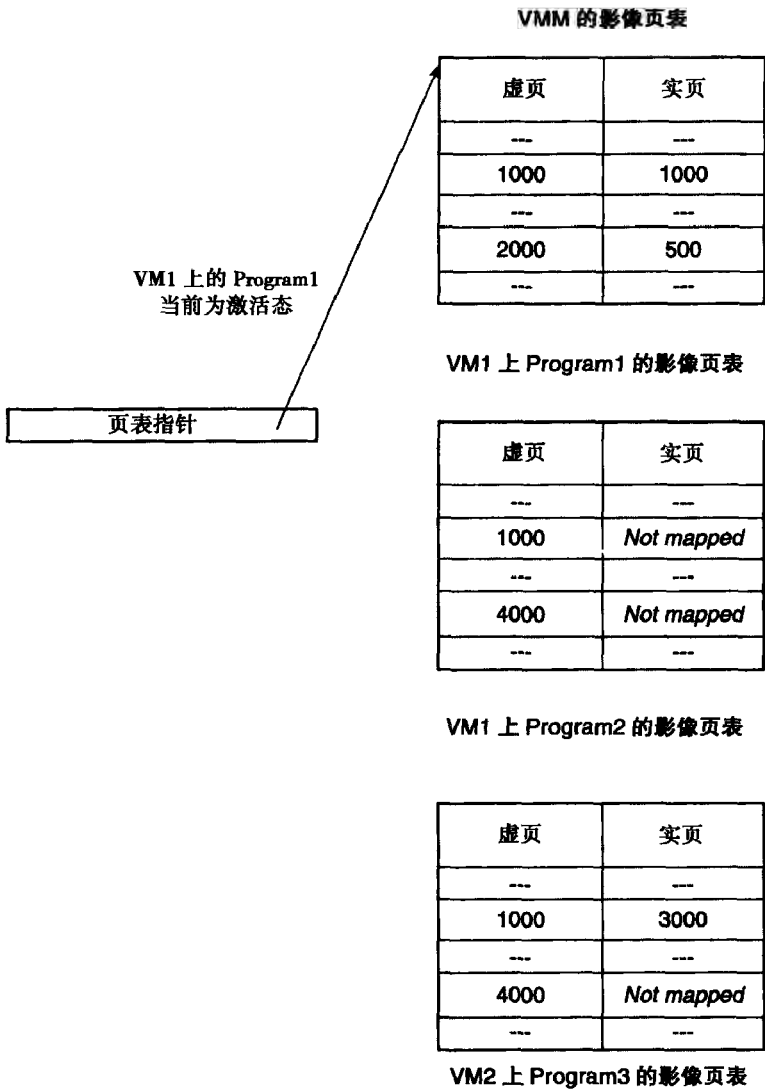 VMM 的影像页表
虚页 实页
--- ---
1000 1000
--- ---
2000 500
--- ---
VM1 上的 Program1
当前为激活态
VM1 上 Program1 的影像页表
页表指针
虚页 实页
--- ---
1000 Not mapped
--- ---
4000 Not mapped
--- ---
VM1 上 Program2 的影像页表
虚页 实页
--- ---
1000 3000
--- ---
4000 Not mapped
--- ---
VM2 上 Program3 的影像页表